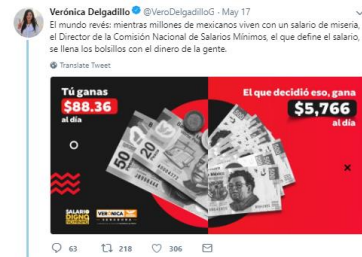 Verónica Delgadillo @VeroDelgadilloG · May 17
El mundo revés: mientras millones de mexicanos viven con un salario de miseria,
el Director de la Comisión Nacional de Salarios Mínimos, el que define el salario,
se llena los bolsillos con el dinero de la gente.
Translate Tweet
Tú ganas
$88.36
al día
El que decidió eso, gana
$5,766
al día
SALARIO
DIGNO
VERÓNICA
63 218 306